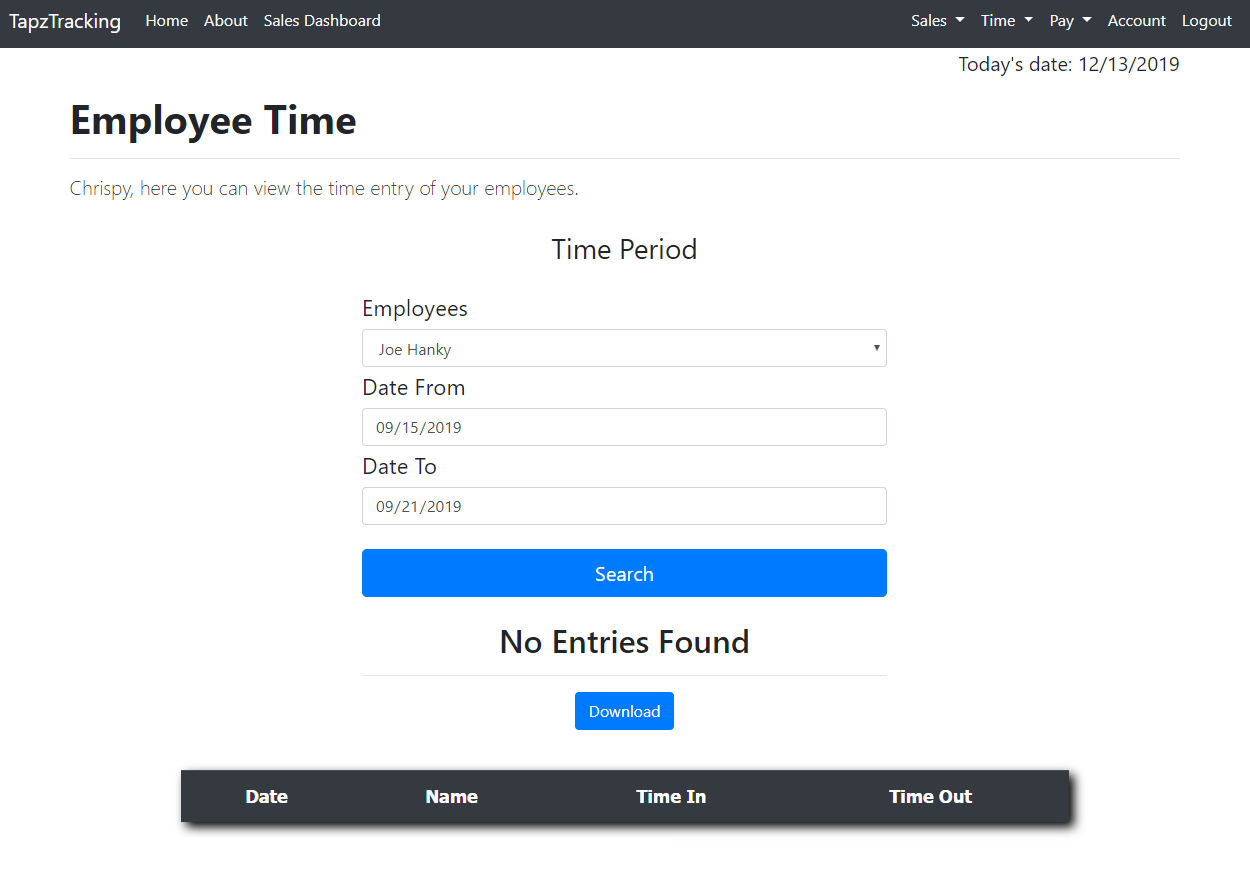 TapzTracking Home About Sales Dashboard Sales Time Pay Account Logout
Today's date: 12/13/2019
Employee Time
Chrispy, here you can view the time entry of your employees.
Time Period
Employees
Joe Hanky
Date From
09/15/2019
Date To
09/21/2019
Search
No Entries Found
Download
Date Name Time In Time Out